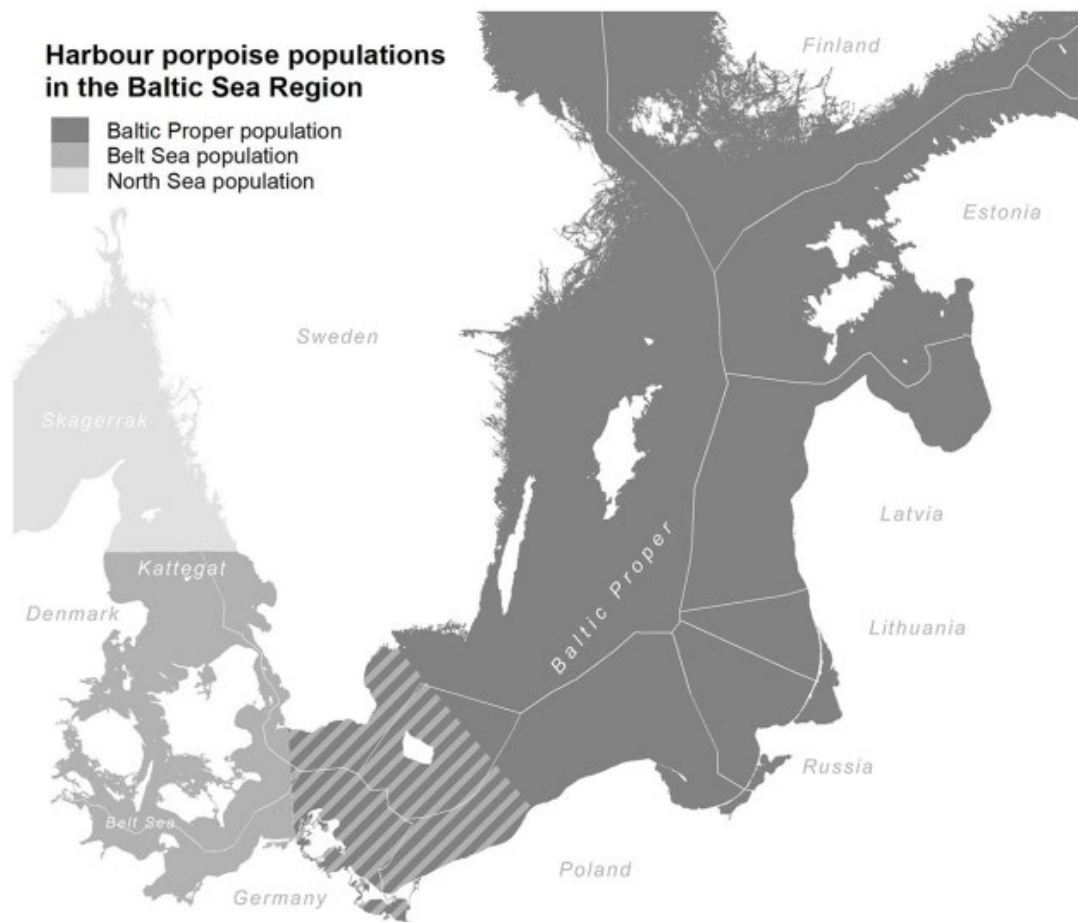 Harbour porpoise populations
in the Baltic Sea Region
Baltic Proper population
Belt Sea population
North Sea population
Finland
Estonia
Sweden
Skagerrak
Latvia
Kattegat
Denmark
Baltic Proper
Lithuania
Russia
Belt Sea
Poland
Germany